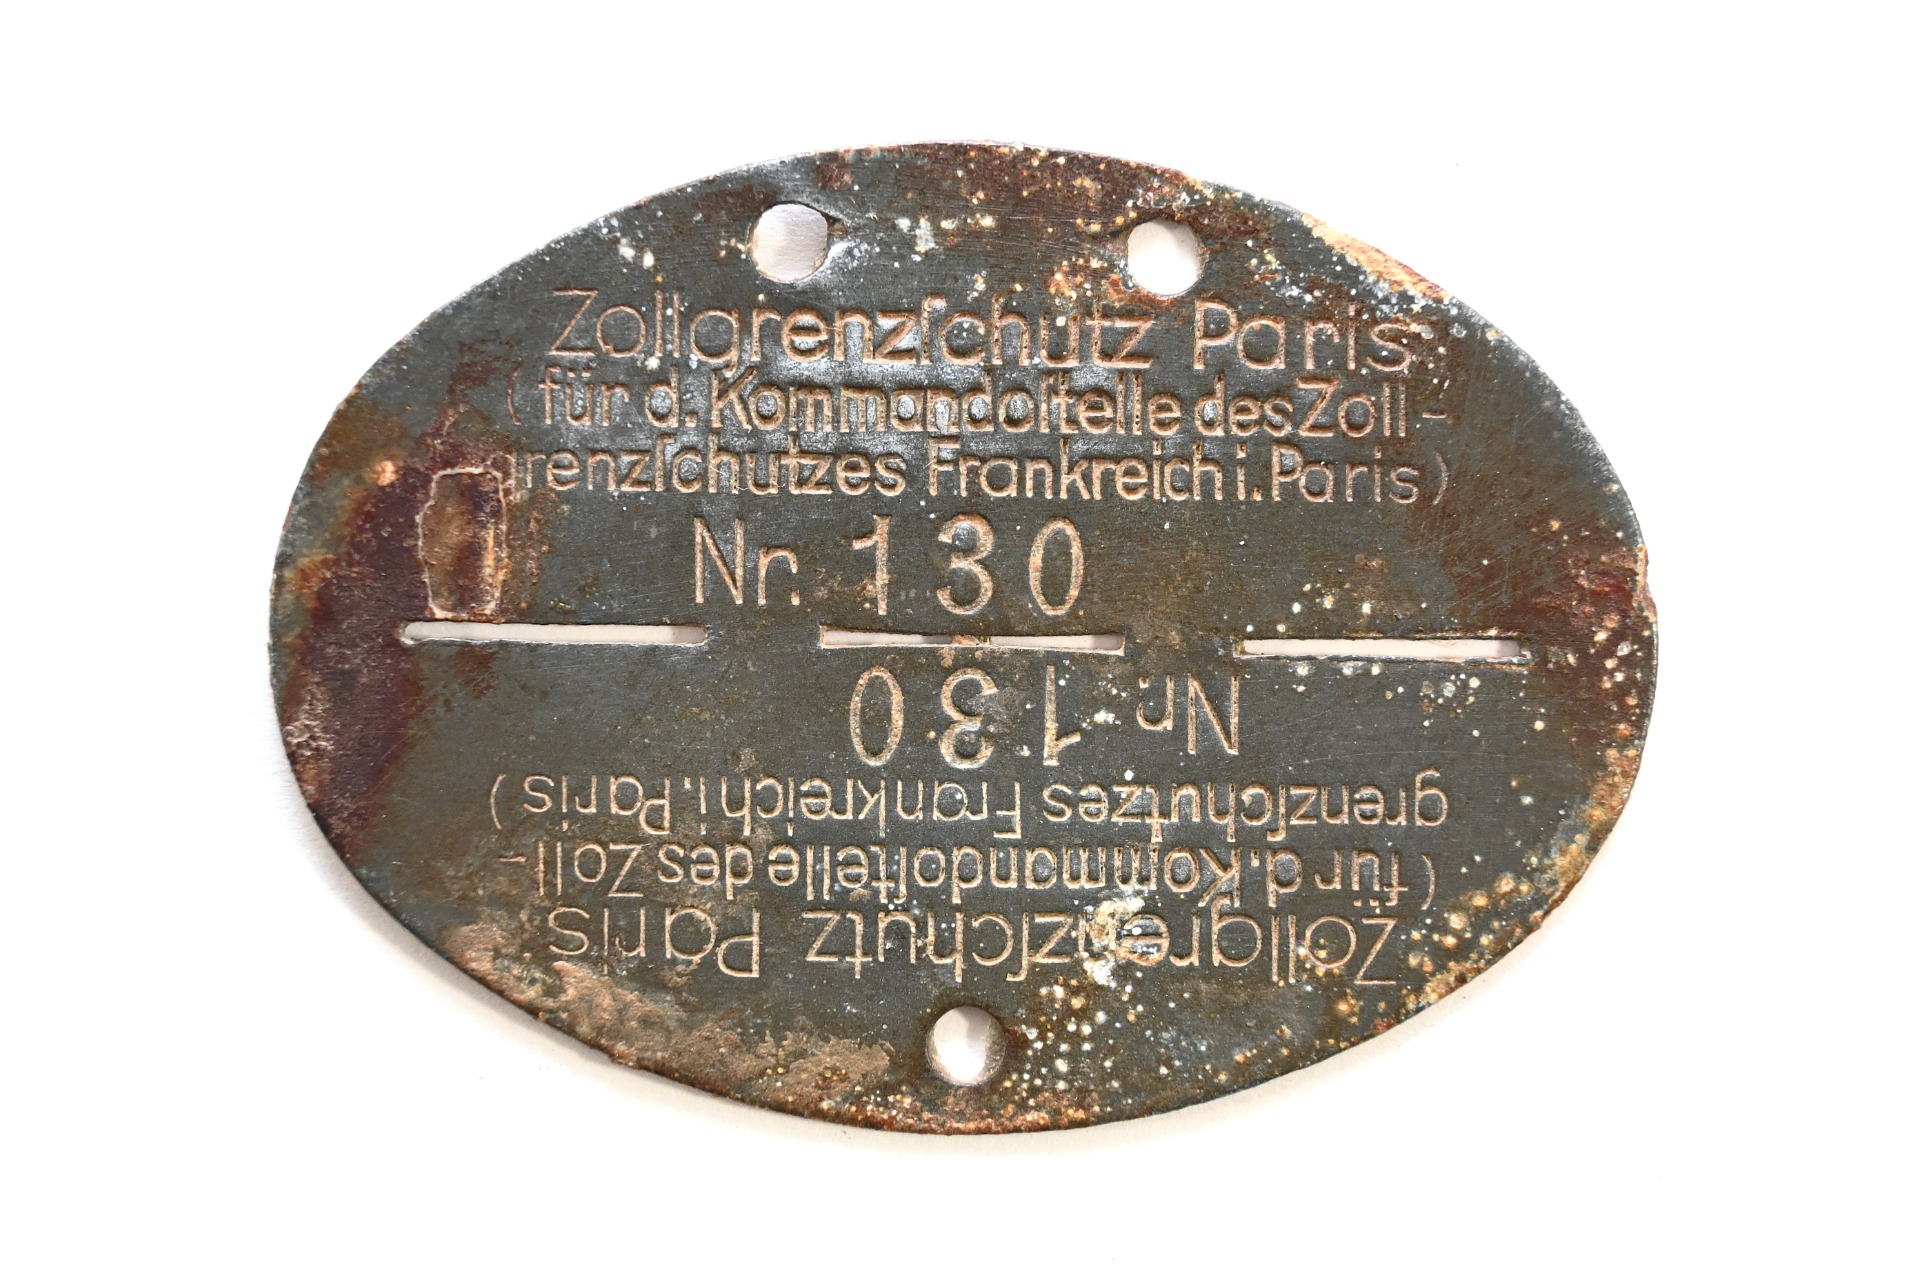 Zollgrenzſchutz Paris
(für d. Kommandoſtelle des Zoll-
grenzſchutzes Frankreich i. Paris)
Nr. 130
Zollgrenzſchutz Paris
(für d. Kommandoſtelle des Zoll-
grenzſchutzes Frankreich i. Paris)
Nr. 130